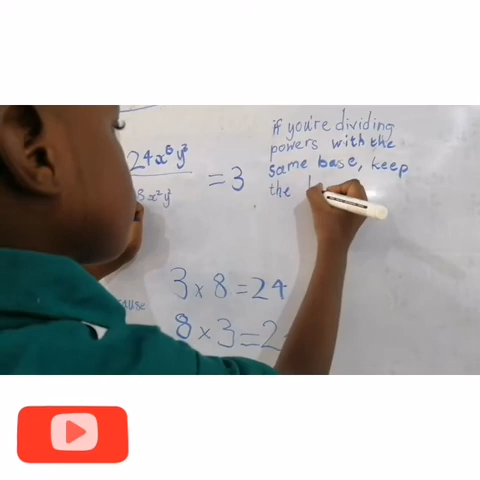 if you're dividing
powers with the
same base, keep
the
24x⁵y³
8x²y² = 3
3 x 8 = 24
8 x 3 = 2